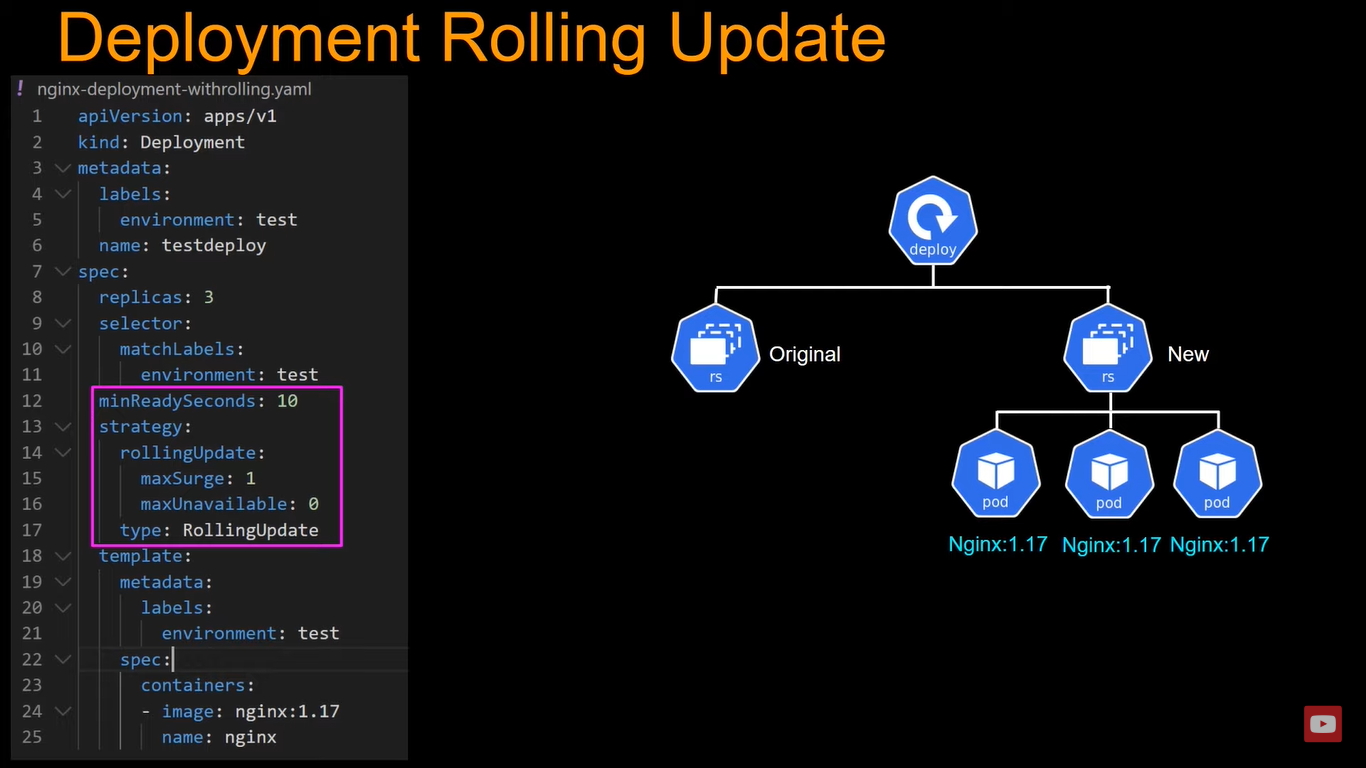 Deployment Rolling Update
! nginx-deployment-withrolling.yaml
1 apiVersion: apps/v1
2 kind: Deployment
3 metadata:
4 labels:
5 environment: test
6 name: testdeploy
7 spec:
8 replicas: 3
9 selector:
10 matchLabels:
11 environment: test
12 minReadySeconds: 10
13 strategy:
14 rollingUpdate:
15 maxSurge: 1
16 maxUnavailable: 0
17 type: RollingUpdate
18 template:
19 metadata:
20 labels:
21 environment: test
22 spec:
23 containers:
24 - image: nginx:1.17
25 name: nginx
deploy
rs
Original
rs
New
pod
pod
pod
Nginx:1.17
Nginx:1.17
Nginx:1.17